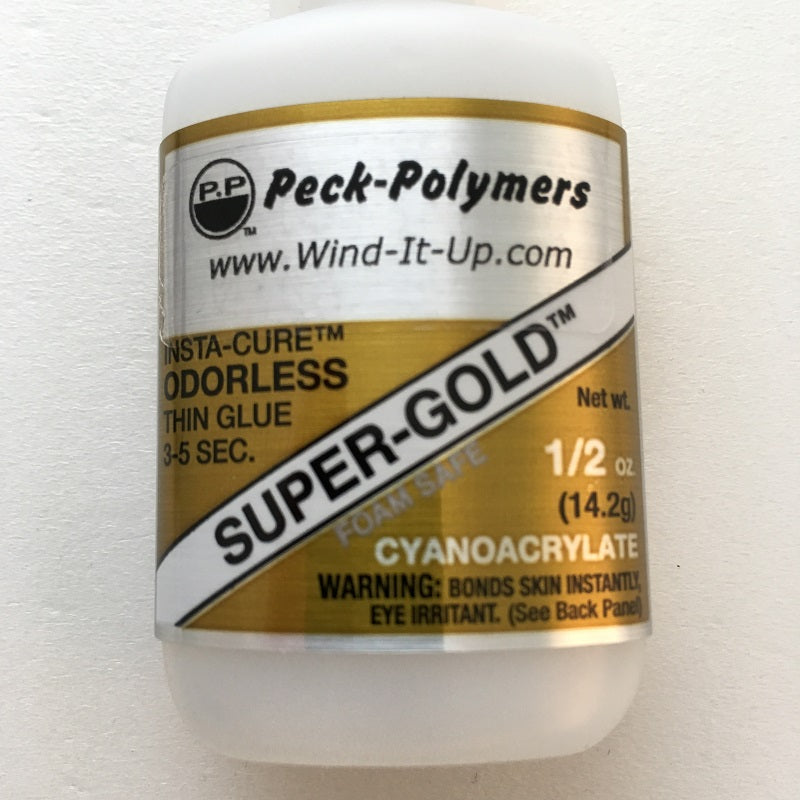 P.P Peck-Polymers
TM
www.Wind-It-Up.com
INSTA-CURE™
ODORLESS
THIN GLUE
3-5 SEC.
SUPER-GOLD™
FOAM SAFE
Net wt.
1/2 oz.
(14.2g)
CYANOACRYLATE
WARNING: BONDS SKIN INSTANTLY,
EYE IRRITANT. (See Back Panel)